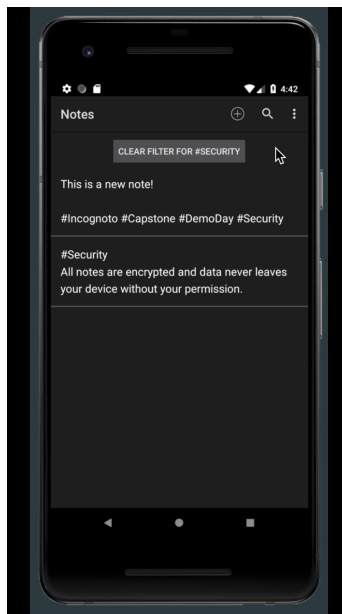 4:42
Notes
CLEAR FILTER FOR #SECURITY
This is a new note!
#Incognoto #Capstone #DemoDay #Security
#Security
All notes are encrypted and data never leaves
your device without your permission.